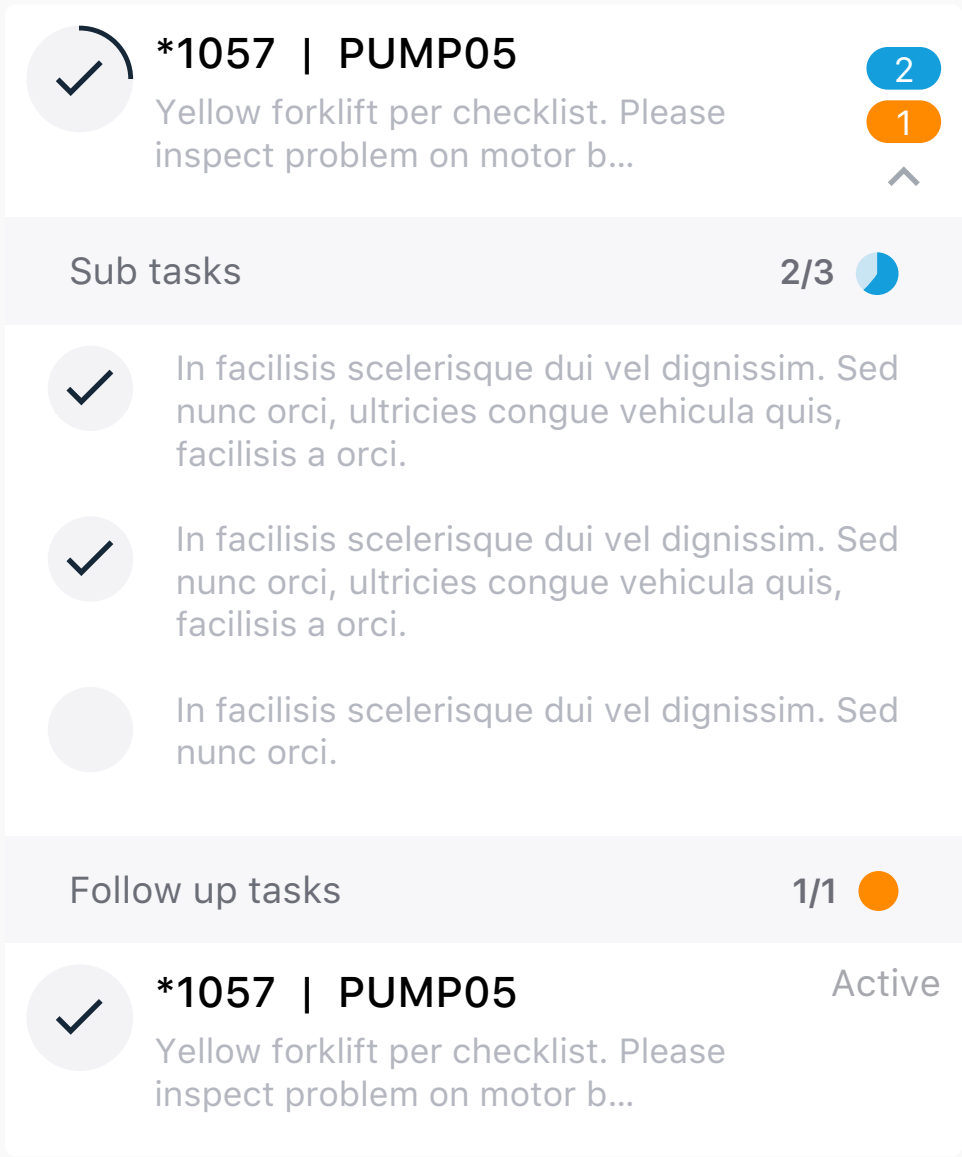 *1057 | PUMP05
2
Yellow forklift per checklist. Please
1
inspect problem on motor b...
Sub tasks 2/3
In facilisis scelerisque dui vel dignissim. Sed
nunc orci, ultricies congue vehicula quis,
facilisis a orci.
In facilisis scelerisque dui vel dignissim. Sed
nunc orci, ultricies congue vehicula quis,
facilisis a orci.
In facilisis scelerisque dui vel dignissim. Sed
nunc orci.
Follow up tasks 1/1
*1057 | PUMP05 Active
Yellow forklift per checklist. Please
inspect problem on motor b...